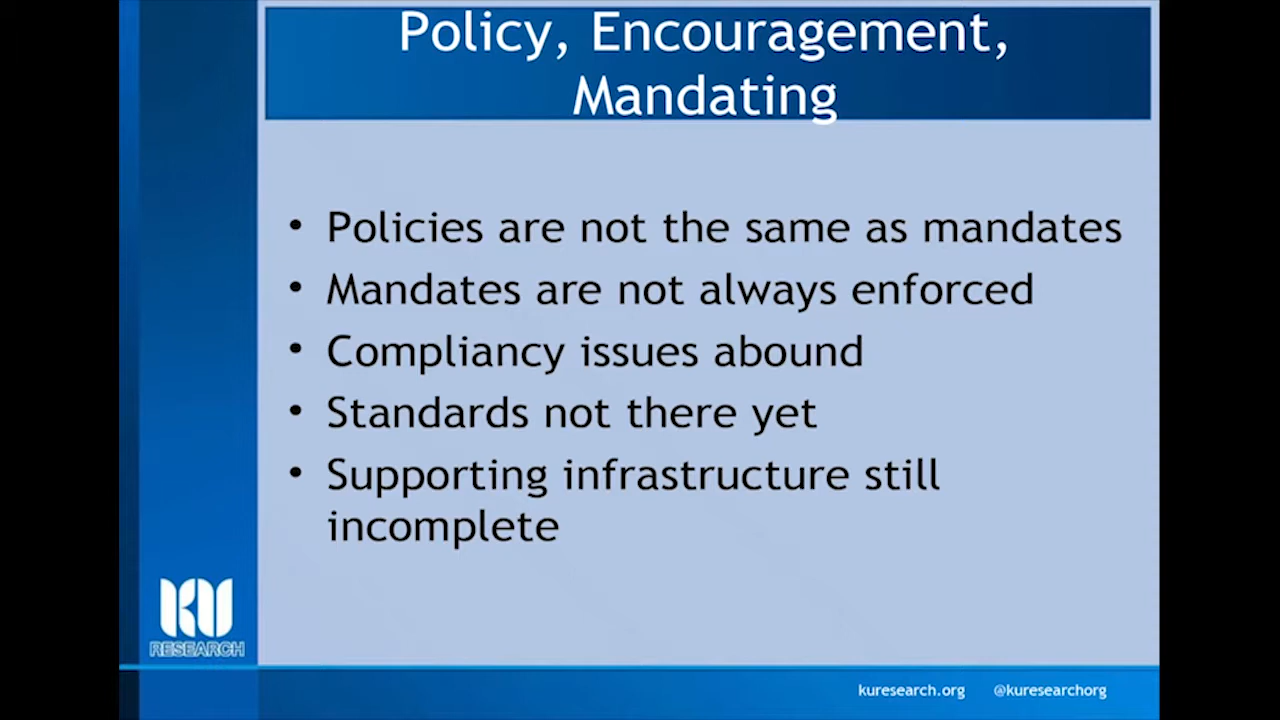 Policy, Encouragement,
Mandating
• Policies are not the same as mandates
• Mandates are not always enforced
• Compliancy issues abound
• Standards not there yet
• Supporting infrastructure still
incomplete
KU
RESEARCH
kuresearch.org @kuresearchorg